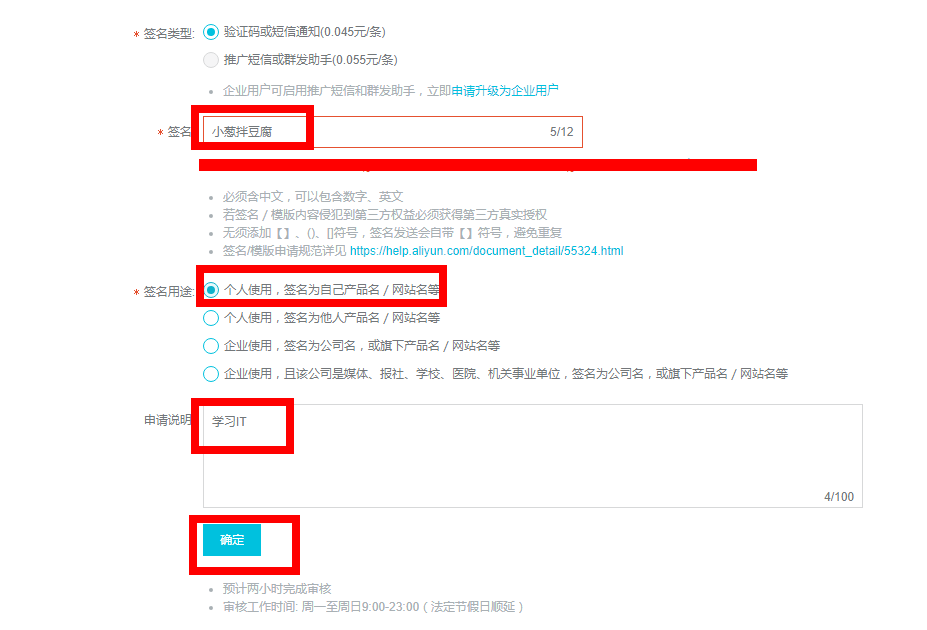 * 签名类型: 验证码或短信通知(0.045元/条)
推广短信或群发助手(0.055元/条)
企业用户可启用推广短信和群发助手，立即申请升级为企业用户
* 签名 小葱拌豆腐 5/12
必须含中文，可以包含数字、英文
若签名 / 模版内容侵犯到第三方权益必须获得第三方真实授权
无须添加【 】、()、[]符号，签名发送会自带【 】符号，避免重复
签名/模版申请规范详见 https://help.aliyun.com/document_detail/55324.html
* 签名用途: 个人使用，签名为自己产品名 / 网站名等
个人使用，签名为他人产品名 / 网站名等
企业使用，签名为公司名，或旗下产品名 / 网站名等
企业使用，且该公司是媒体、报社、学校、医院、机关事业单位，签名为公司名，或旗下产品名 / 网站名等
申请说明 学习IT
4/100
确定
预计两小时完成审核
审核工作时间: 周一至周日9:00-23:00（法定节假日顺延）